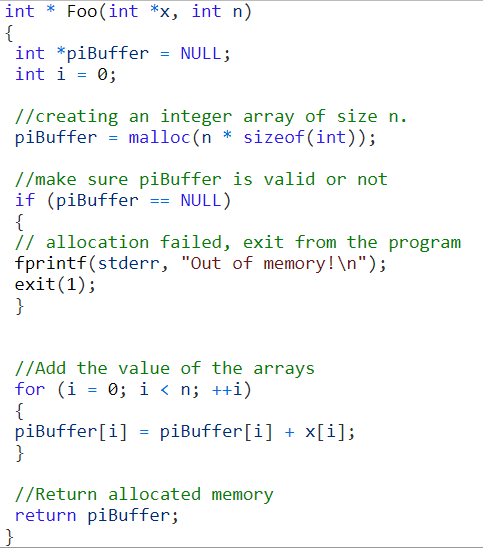 int * Foo(int *x, int n)
{
int *piBuffer = NULL;
int i = 0;
//creating an integer array of size n.
piBuffer = malloc(n * sizeof(int));
//make sure piBuffer is valid or not
if (piBuffer == NULL)
{
// allocation failed, exit from the program
fprintf(stderr, "Out of memory!\n");
exit(1);
}
//Add the value of the arrays
for (i = 0; i < n; ++i)
{
piBuffer[i] = piBuffer[i] + x[i];
}
//Return allocated memory
return piBuffer;
}